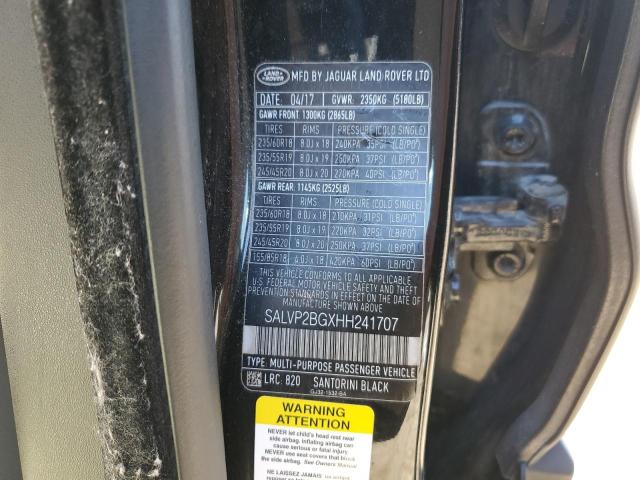 LAND ROVER
MFD BY JAGUAR LAND ROVER LTD
DATE: 04/17 GVWR: 2350KG (5180LB)
GAWR FRONT: 1300KG (2865LB)
TIRES RIMS PRESSURE (COLD SINGLE)
235/60R18 8.0J x 18 240KPA 35PSI (LB/PO²)
235/55R19 8.0J x 19 250KPA 37PSI (LB/PO²)
245/45R20 8.0J x 20 270KPA 40PSI (LB/PO²)
GAWR REAR: 1145KG (2525LB)
TIRES RIMS PRESSURE (COLD SINGLE)
235/60R18 8.0J x 18 210KPA 31PSI (LB/PO²)
235/55R19 8.0J x 19 220KPA 32PSI (LB/PO²)
245/45R20 8.0J x 20 250KPA 37PSI (LB/PO²)
155/85R18 4.0J x 18 420KPA 60PSI (LB/PO²)
THIS VEHICLE CONFORMS TO ALL APPLICABLE
U.S FEDERAL MOTOR VEHICLE SAFETY AND THEFT
PREVENTION STANDARDS IN EFFECT ON THE DATE OF
MANUFACTURE SHOWN ABOVE
SALVP2BGXHH241707
TYPE: MULTI-PURPOSE PASSENGER VEHICLE
LRC: 820 SANTORINI BLACK
GJ32-1532-BA
WARNING
ATTENTION
NEVER let child's head rest near
side airbag, inflating airbag can
cause serious or fatal injury.
NEVER use seat covers that block
the side airbag. See Owners Manual
NE LAISSEZ JAMAIS un enfant